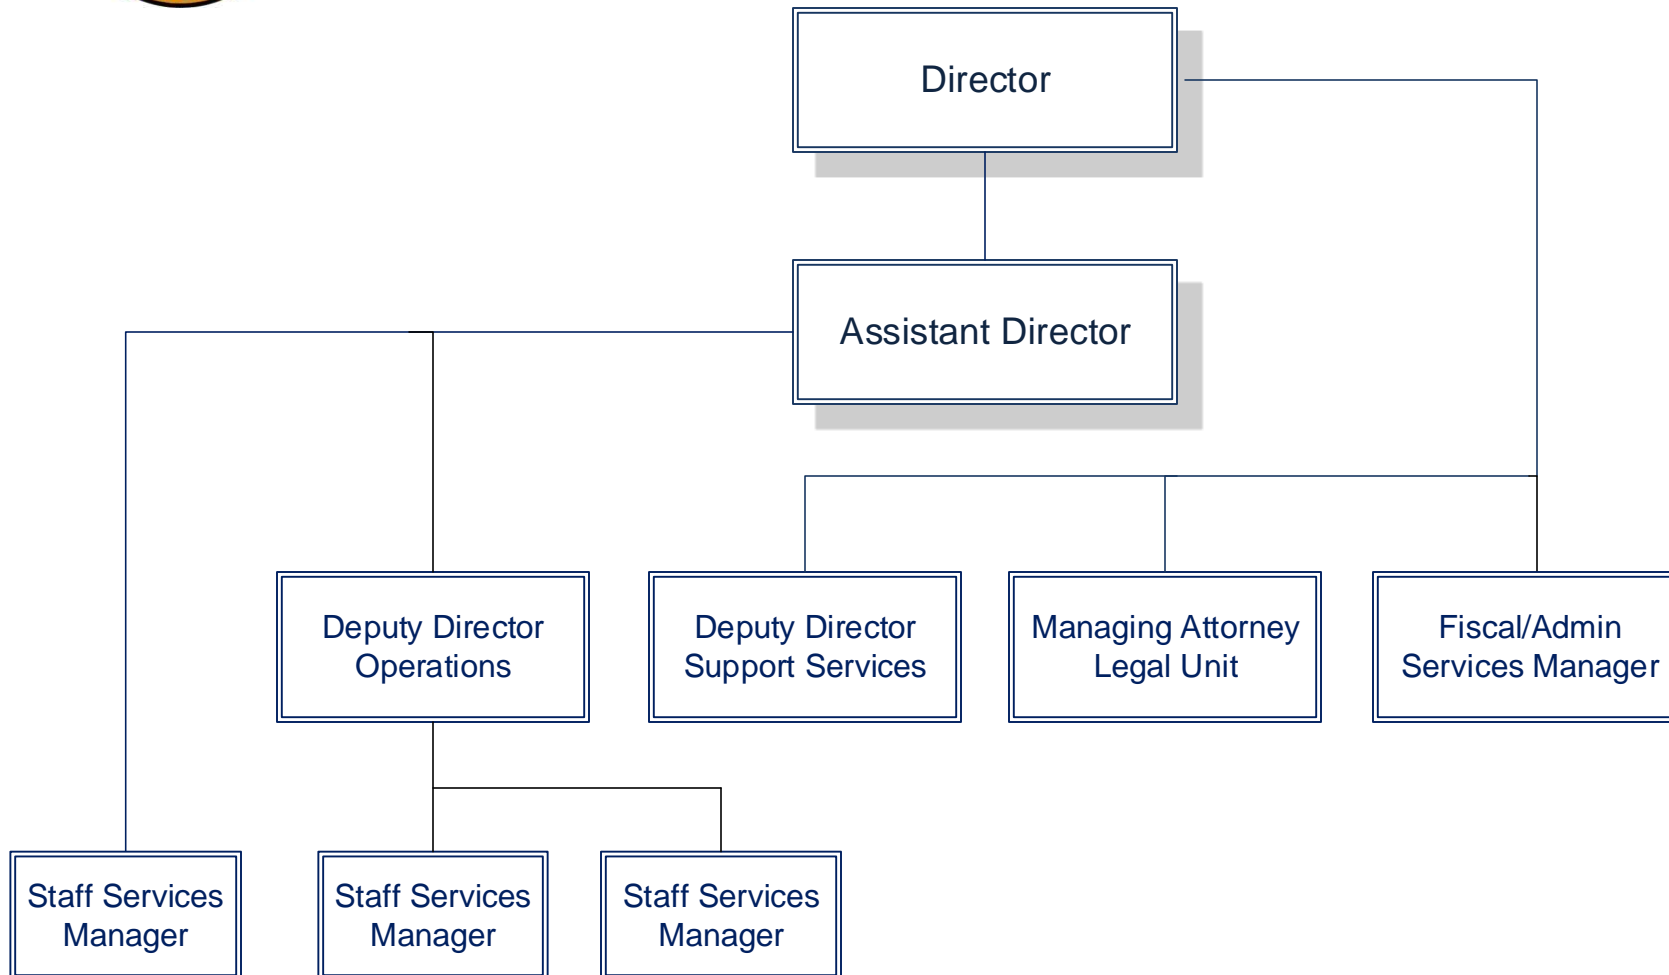 Director
Assistant Director
Deputy Director
Operations
Deputy Director
Support Services
Managing Attorney
Legal Unit
Fiscal/Admin
Services Manager
Staff Services
Manager
Staff Services
Manager
Staff Services
Manager